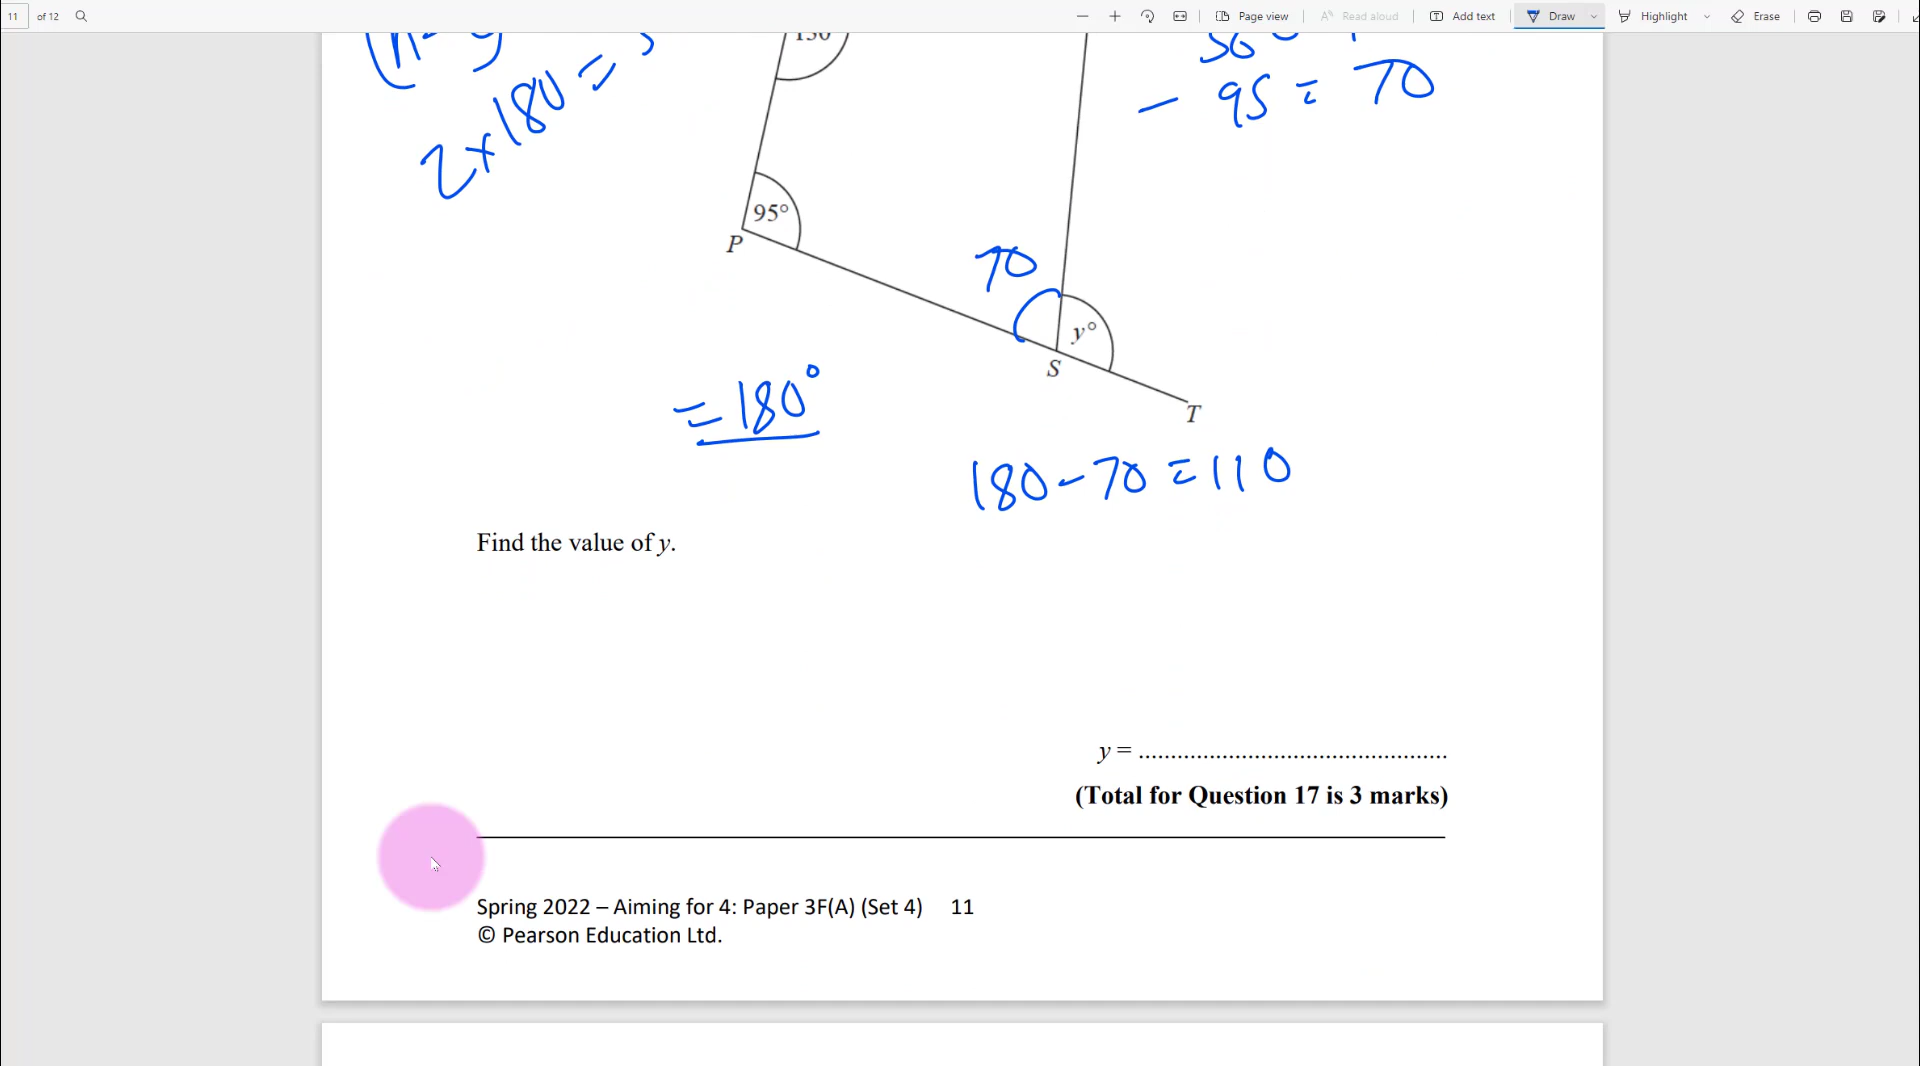 11 of 12 Page view Read aloud Add text Draw Highlight Erase
130
- 95 = 70
2 x 180 =
95°
P
70
y°
S
= 180°
T
180 - 70 = 110
Find the value of y.
y = ................................................
(Total for Question 17 is 3 marks)
Spring 2022 – Aiming for 4: Paper 3F(A) (Set 4) 11
© Pearson Education Ltd.